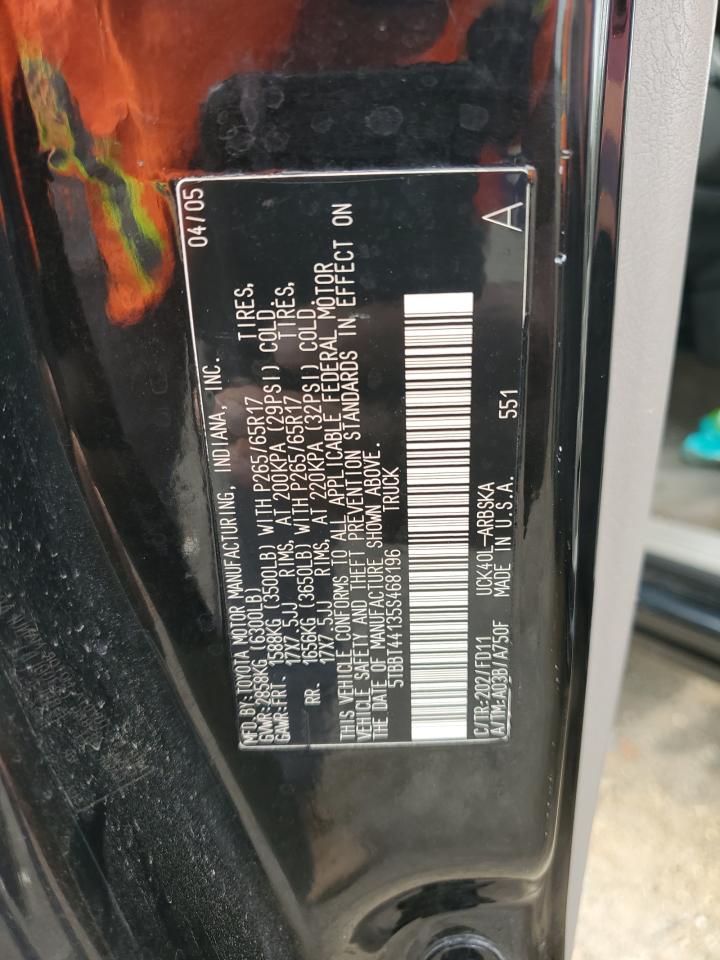 MFD.BY:TOYOTA MOTOR MANUFACTURING, INDIANA, INC. 04/05
GVWR:2858KG (6300LB)
GAWR:FRT. 1588KG (3500LB) WITH P265/65R17 TIRES,
17X7.5JJ RIMS, AT 200KPA (29PSI) COLD
RR. 1656KG (3650LB) WITH P265/65R17 TIRES,
17X7.5JJ RIMS, AT 220KPA (32PSI) COLD.
THIS VEHICLE CONFORMS TO ALL APPLICABLE FEDERAL MOTOR
VEHICLE SAFETY AND THEFT PREVENTION STANDARDS IN EFFECT ON
THE DATE OF MANUFACTURE SHOWN ABOVE.
5TBBT44135S468196 TRUCK
C/TR:202/FD11 UCK40L-ARBSKA
A/TM:A03B/A750F MADE IN U.S.A. 551
A